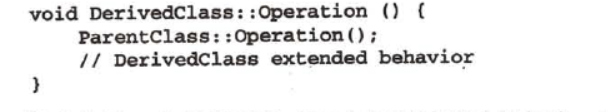 void DerivedClass::Operation () {
ParentClass::Operation();
// DerivedClass extended behavior
}